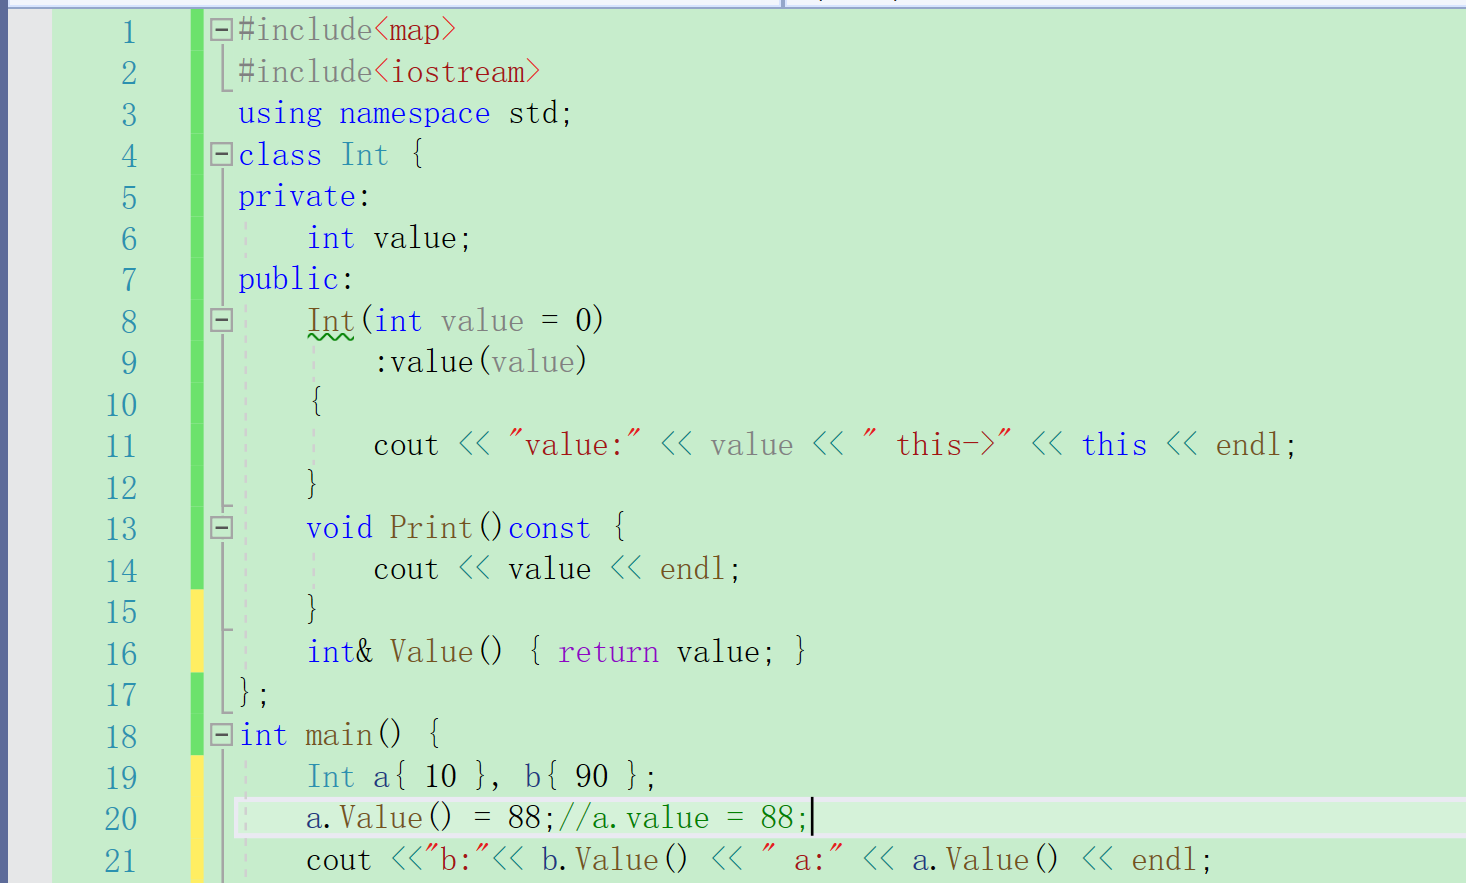 1 #include<map>
2 #include<iostream>
3 using namespace std;
4 class Int {
5 private:
6     int value;
7 public:
8     Int(int value = 0)
9         :value(value)
10     {
11         cout << "value:" << value << " this->" << this << endl;
12     }
13     void Print()const {
14         cout << value << endl;
15     }
16     int& Value() { return value; }
17 };
18 int main() {
19     Int a{ 10 }, b{ 90 };
20     a.Value() = 88;//a.value = 88;
21     cout <<"b:"<< b.Value() << " a:" << a.Value() << endl;